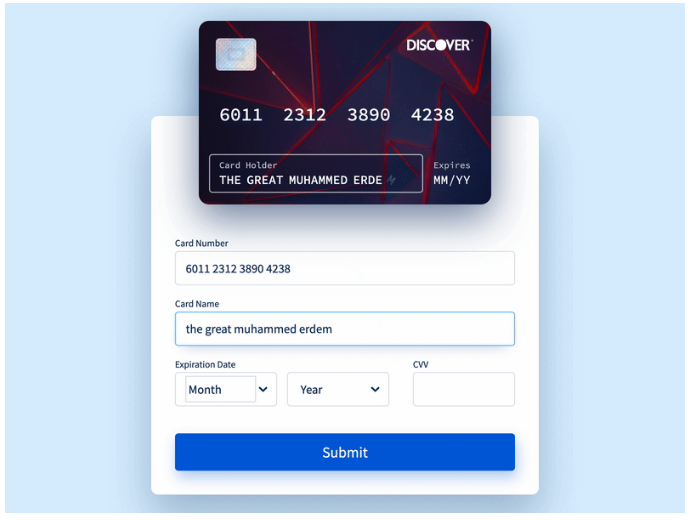 DISCOVER
6011 2312 3890 4238
Card Holder Expires
THE GREAT MUHAMMED ERDE MM/YY
Card Number
6011 2312 3890 4238
Card Name
the great muhammed erdem
Expiration Date CVV
Month Year
Submit